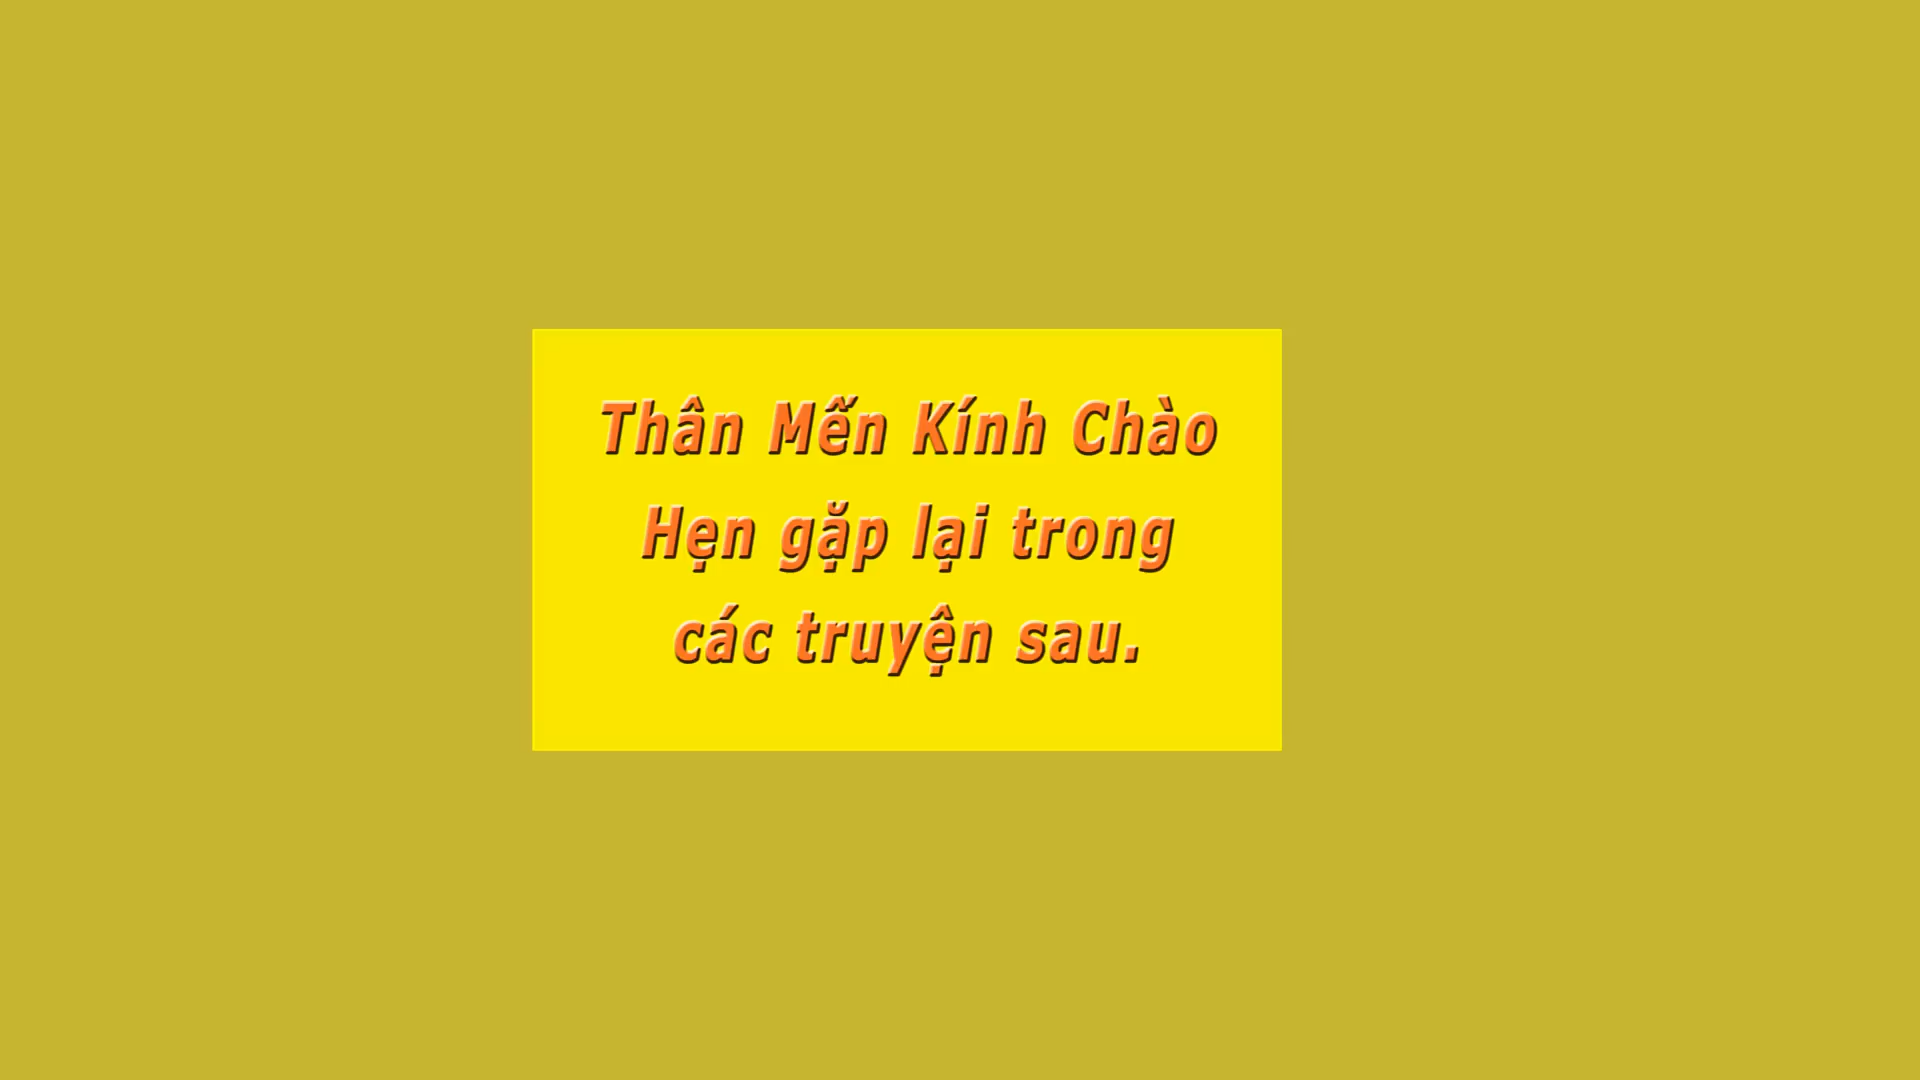 Thân Mến Kính Chào
Hẹn gặp lại trong
các truyện sau.